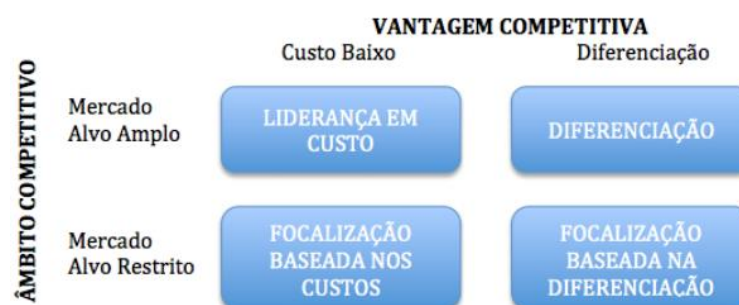 VANTAGEM COMPETITIVA
Custo Baixo
Diferenciação
ÂMBITO COMPETITIVO
Mercado
Alvo Amplo
LIDERANÇA EM
CUSTO
DIFERENCIAÇÃO
Mercado
Alvo Restrito
FOCALIZAÇÃO
BASEADA NOS
CUSTOS
FOCALIZAÇÃO
BASEADA NA
DIFERENCIAÇÃO